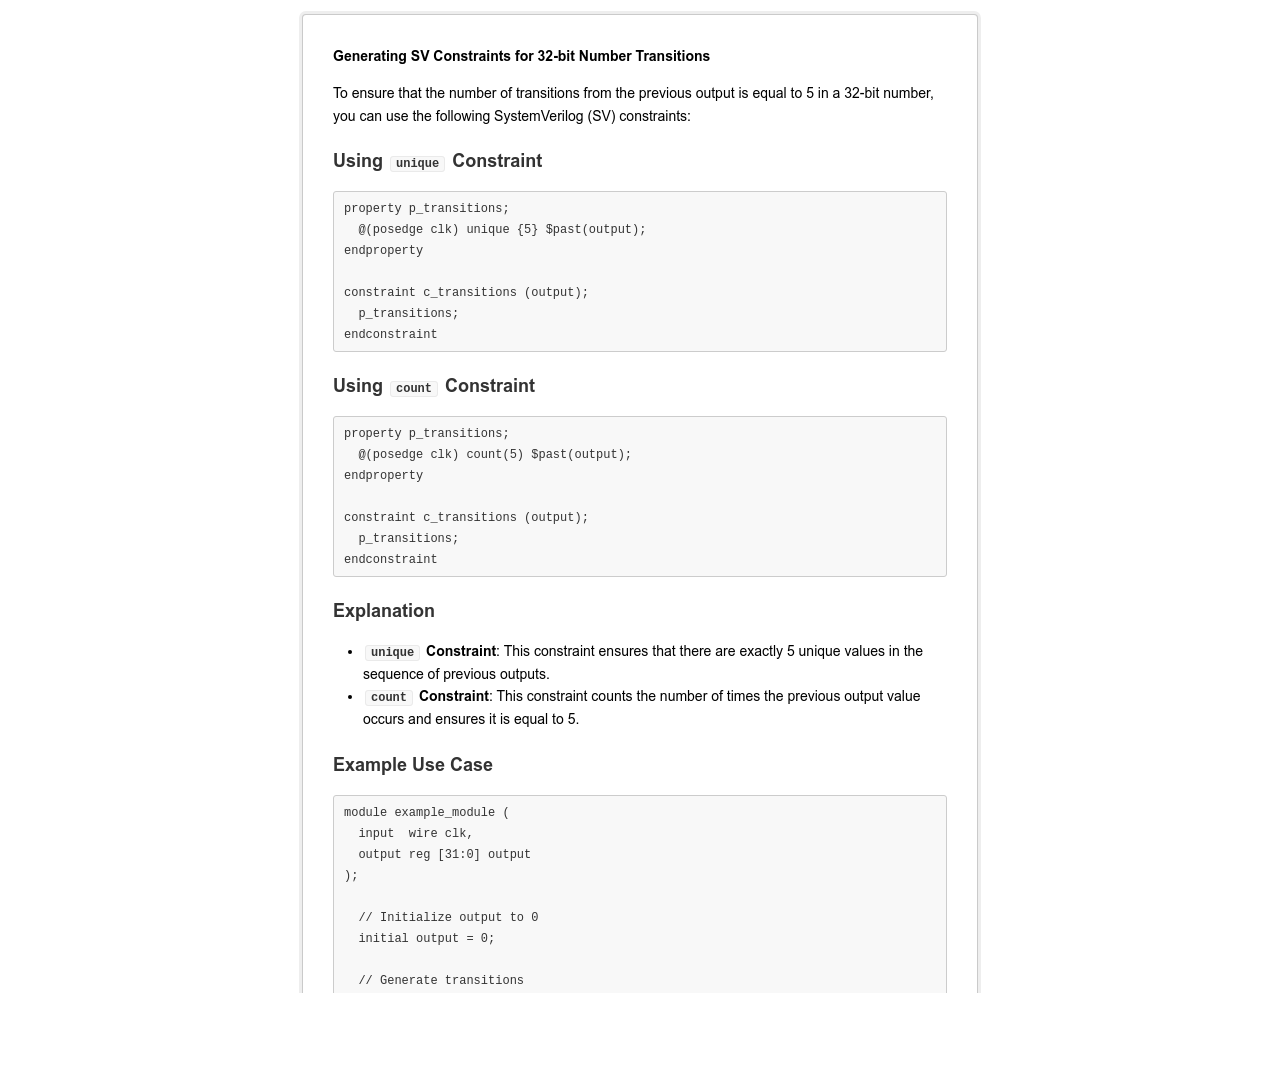 Generating SV Constraints for 32-bit Number Transitions
To ensure that the number of transitions from the previous output is equal to 5 in a 32-bit number,
you can use the following SystemVerilog (SV) constraints:
Using unique Constraint
property p_transitions;
  @(posedge clk) unique {5} $past(output);
endproperty

constraint c_transitions (output);
  p_transitions;
endconstraint
Using count Constraint
property p_transitions;
  @(posedge clk) count(5) $past(output);
endproperty

constraint c_transitions (output);
  p_transitions;
endconstraint
Explanation
• unique Constraint: This constraint ensures that there are exactly 5 unique values in the
sequence of previous outputs.
• count Constraint: This constraint counts the number of times the previous output value
occurs and ensures it is equal to 5.
Example Use Case
module example_module (
  input  wire clk,
  output reg [31:0] output
);

  // Initialize output to 0
  initial output = 0;

  // Generate transitions